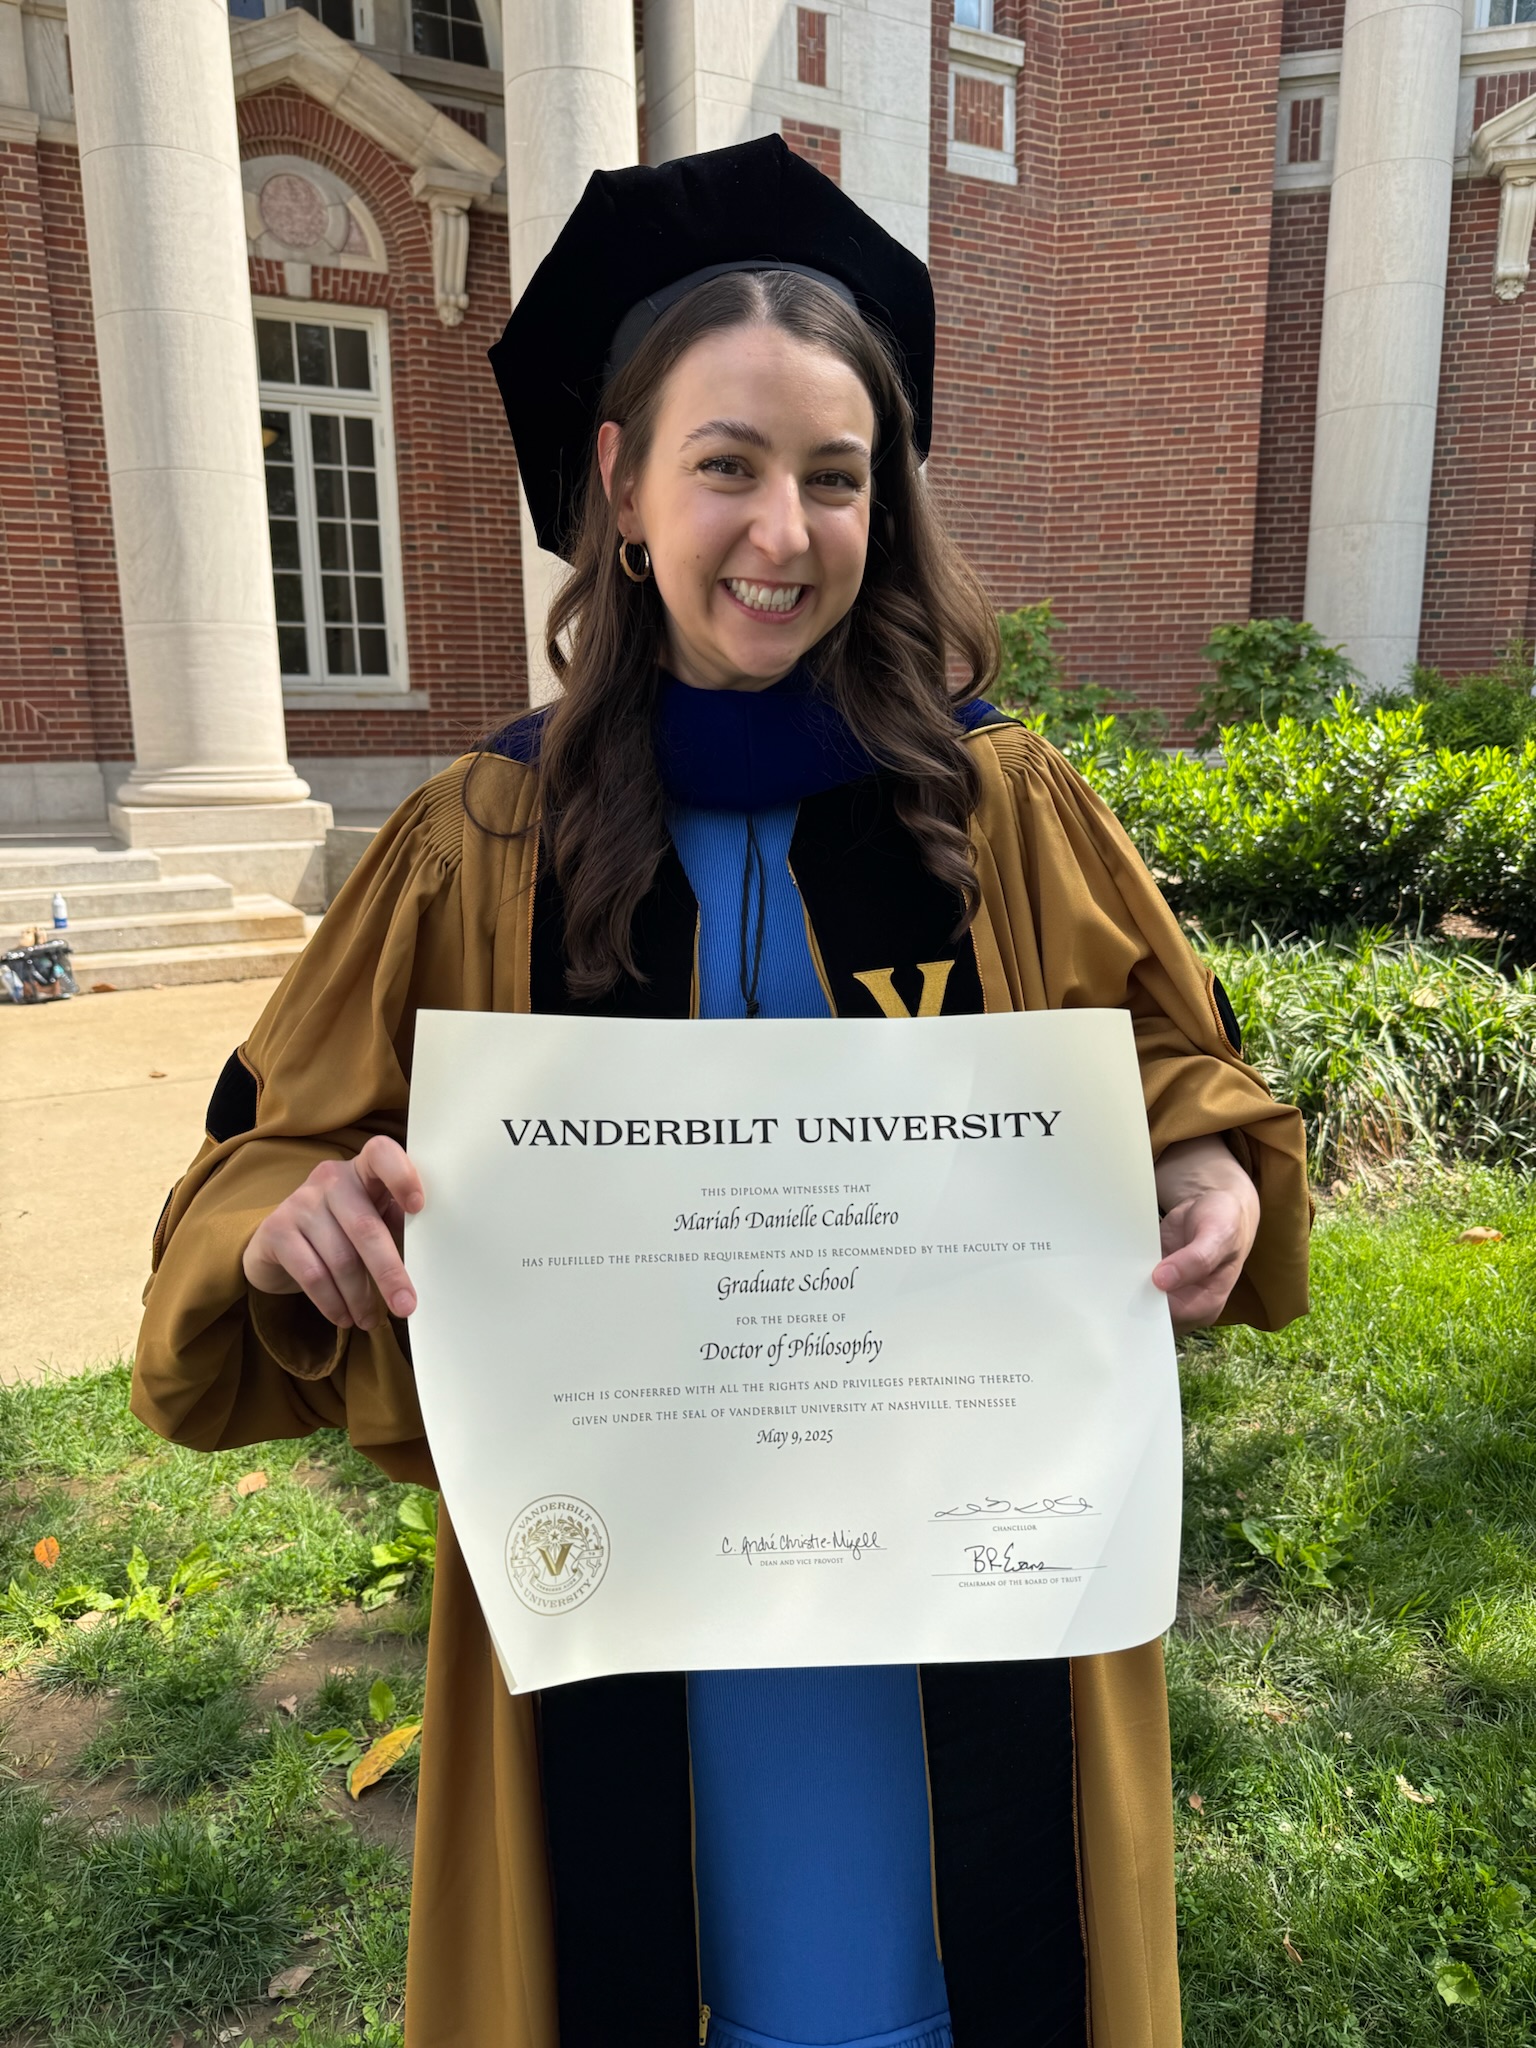 V
VANDERBILT UNIVERSITY
THIS DIPLOMA WITNESSES THAT
Mariah Danielle Caballero
HAS FULFILLED THE PRESCRIBED REQUIREMENTS AND IS RECOMMENDED BY THE FACULTY OF THE
Graduate School
FOR THE DEGREE OF
Doctor of Philosophy
WHICH IS CONFERRED WITH ALL THE RIGHTS AND PRIVILEGES PERTAINING THERETO.
GIVEN UNDER THE SEAL OF VANDERBILT UNIVERSITY AT NASHVILLE, TENNESSEE
May 9, 2025
VANDERBILT
V
UNIVERSITY
C. André Christie-Mizell
DEAN AND VICE PROVOST
CHANCELLOR
BREvans
CHAIRMAN OF THE BOARD OF TRUST